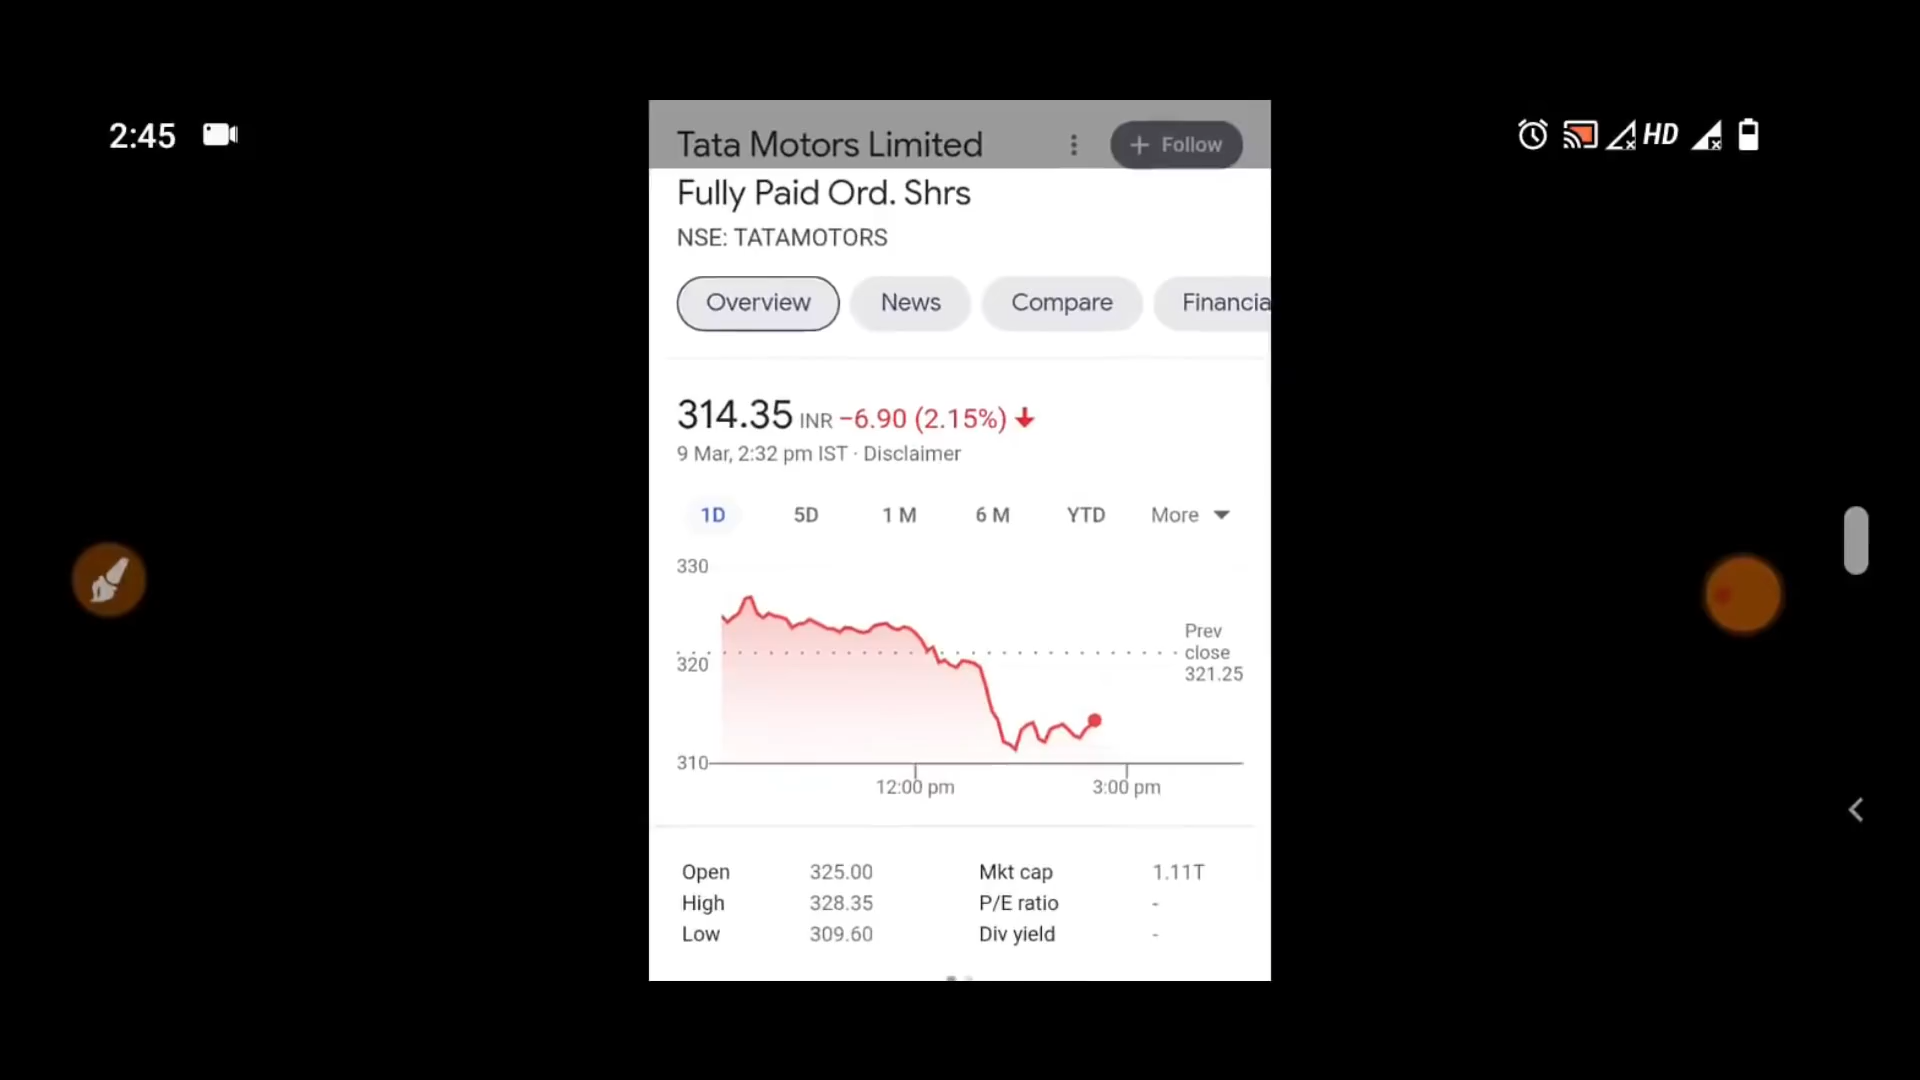 2:45
HD
Tata Motors Limited
+ Follow
Fully Paid Ord. Shrs
NSE: TATAMOTORS
Overview
News
Compare
Financia
314.35 INR −6.90 (2.15%)
9 Mar, 2:32 pm IST · Disclaimer
1D 5D 1 M 6 M YTD More
330
320
310
Prev
close
321.25
12:00 pm 3:00 pm
Open 325.00 Mkt cap 1.11T
High 328.35 P/E ratio -
Low 309.60 Div yield -